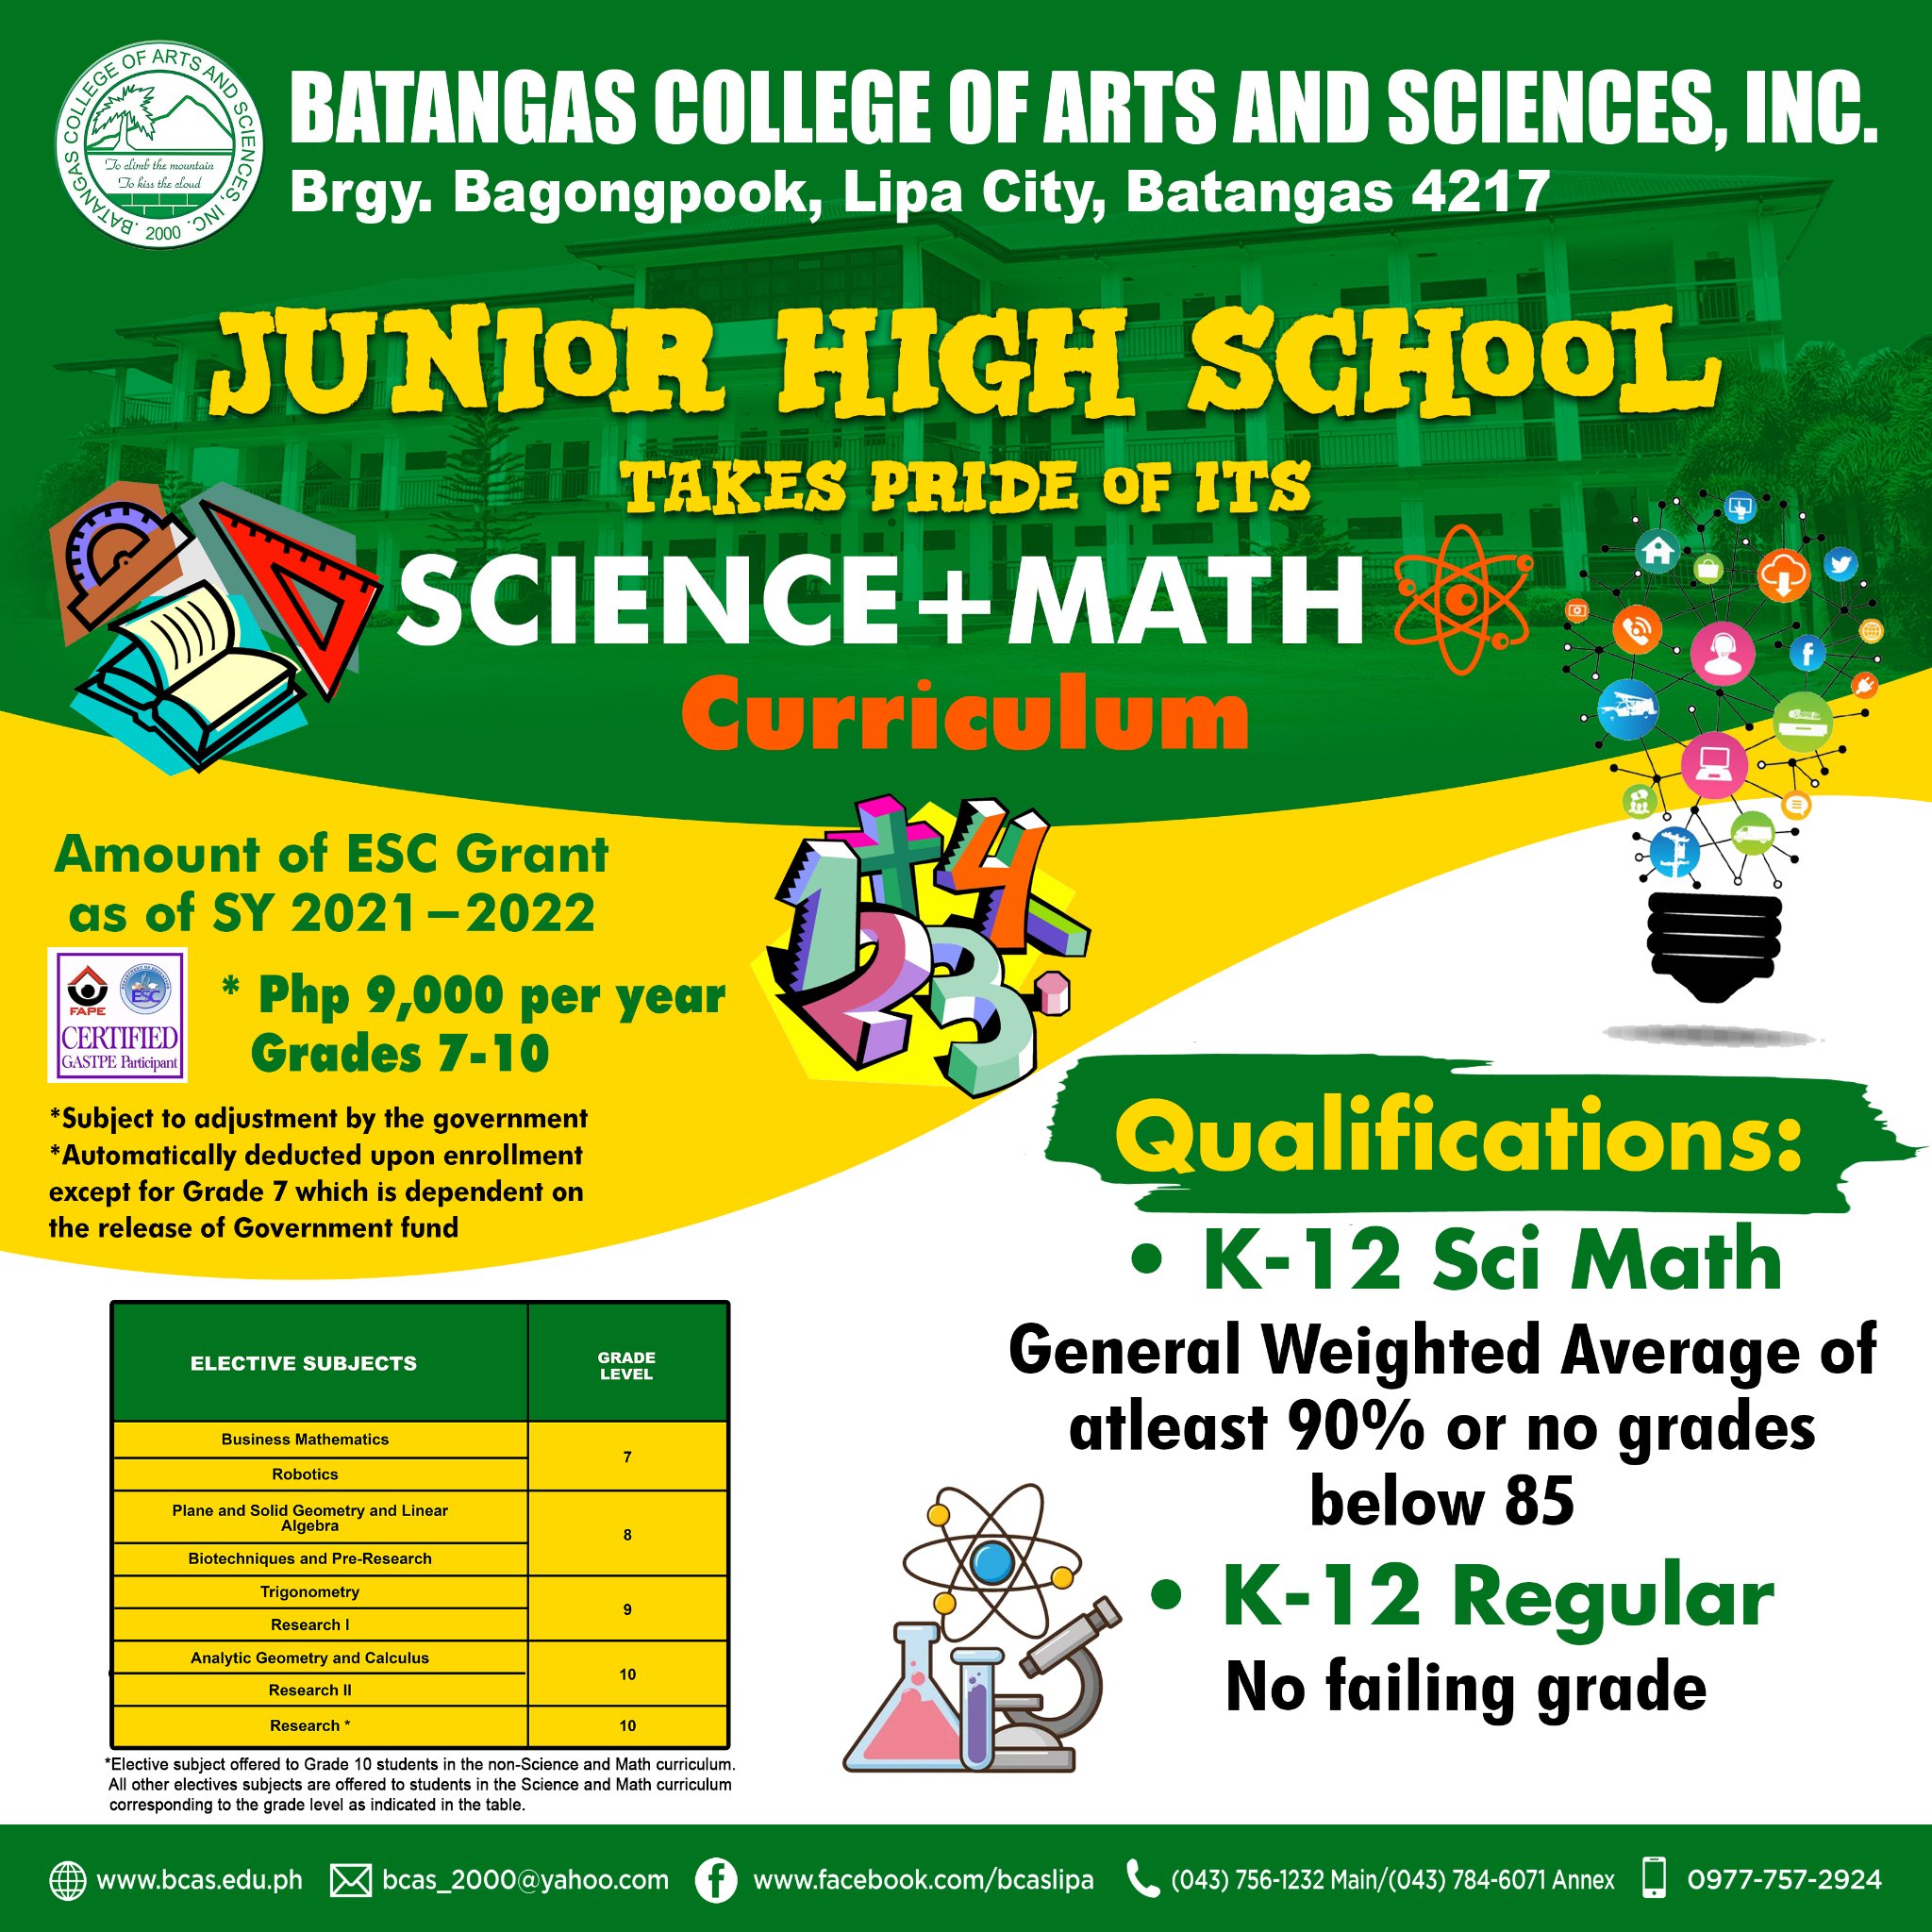 BATANGAS COLLEGE OF ARTS AND SCIENCES, INC.
To climb the mountain
To kiss the cloud
2000
BATANGAS COLLEGE OF ARTS AND SCIENCES, INC.
Brgy. Bagongpook, Lipa City, Batangas 4217
JUNIOR HIGH SCHOOL
TAKES PRIDE OF ITS
SCIENCE+MATH
Curriculum
Amount of ESC Grant
as of SY 2021–2022
FAPE
ESC
CERTIFIED
GASTPE Participant
* Php 9,000 per year
Grades 7-10
*Subject to adjustment by the government
*Automatically deducted upon enrollment
except for Grade 7 which is dependent on
the release of Government fund
1 2 3 4
Qualifications:
• K-12 Sci Math
General Weighted Average of
atleast 90% or no grades
below 85
• K-12 Regular
No failing grade
ELECTIVE SUBJECTS
GRADE
LEVEL
Business Mathematics
7
Robotics
Plane and Solid Geometry and Linear
Algebra
8
Biotechniques and Pre-Research
Trigonometry
9
Research I
Analytic Geometry and Calculus
10
Research II
Research *
10
*Elective subject offered to Grade 10 students in the non-Science and Math curriculum.
All other electives subjects are offered to students in the Science and Math curriculum
corresponding to the grade level as indicated in the table.
www.bcas.edu.ph
bcas_2000@yahoo.com
www.facebook.com/bcaslipa
(043) 756-1232 Main/(043) 784-6071 Annex
0977-757-2924